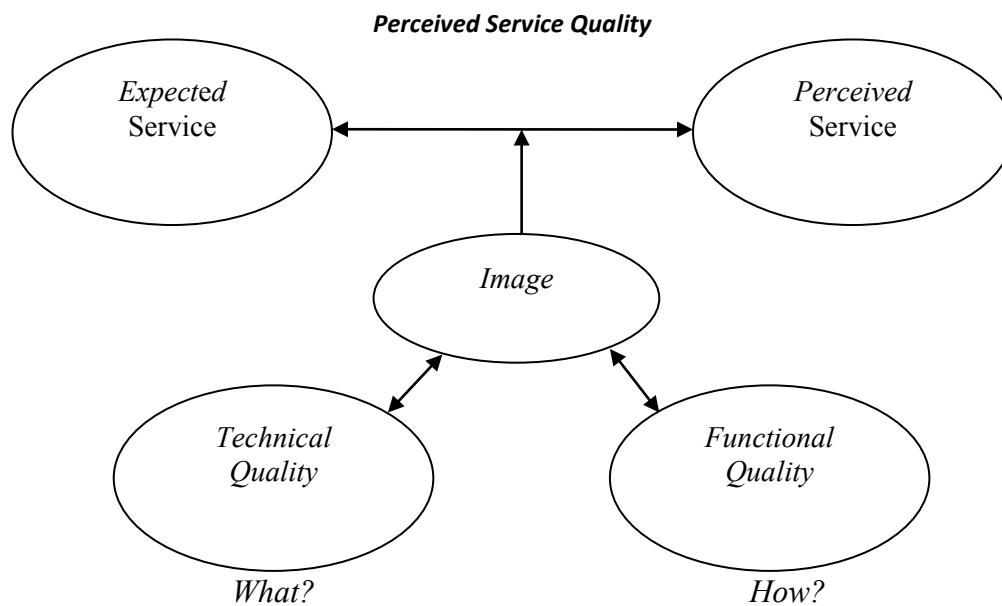 Perceived Service Quality
Expected
Service
Perceived
Service
Image
Technical
Quality
Functional
Quality
What?
How?